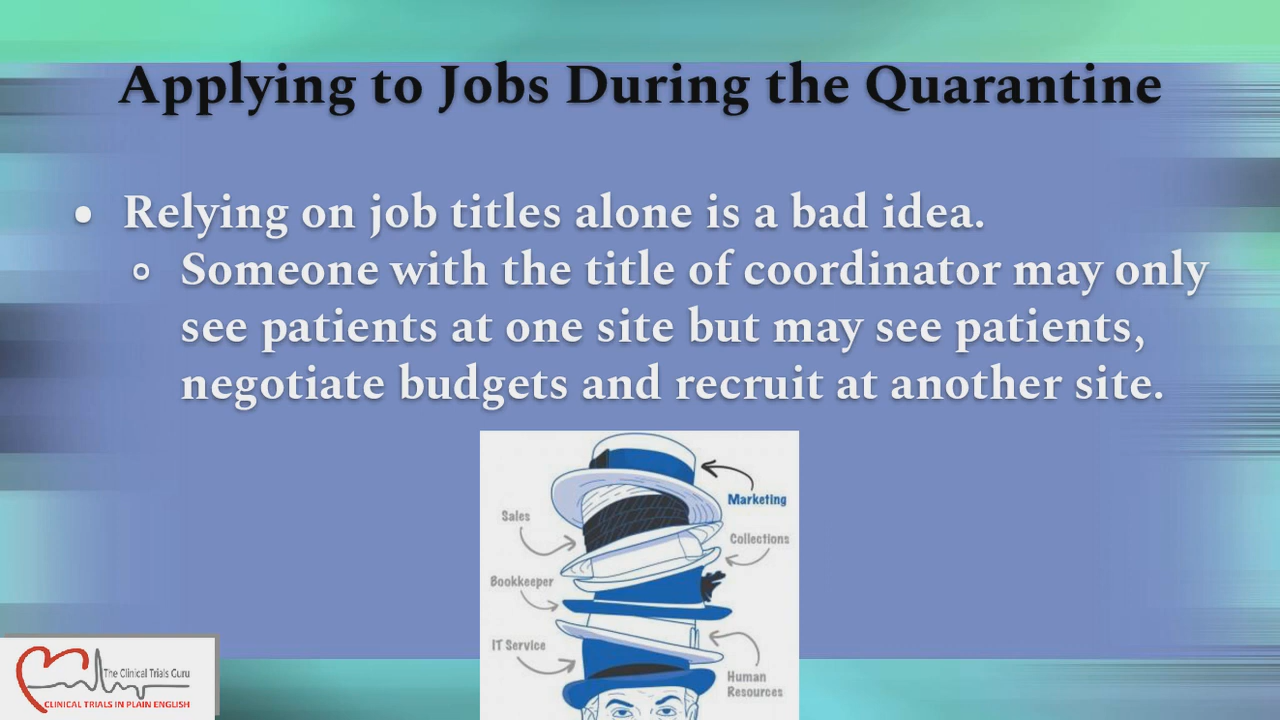 Applying to Jobs During the Quarantine
Relying on job titles alone is a bad idea.
Someone with the title of coordinator may only
see patients at one site but may see patients,
negotiate budgets and recruit at another site.
Marketing
Sales
Collections
Bookkeeper
IT Service
Human
Resources
The Clinical Trials Guru
CLINICAL TRIALS IN PLAIN ENGLISH